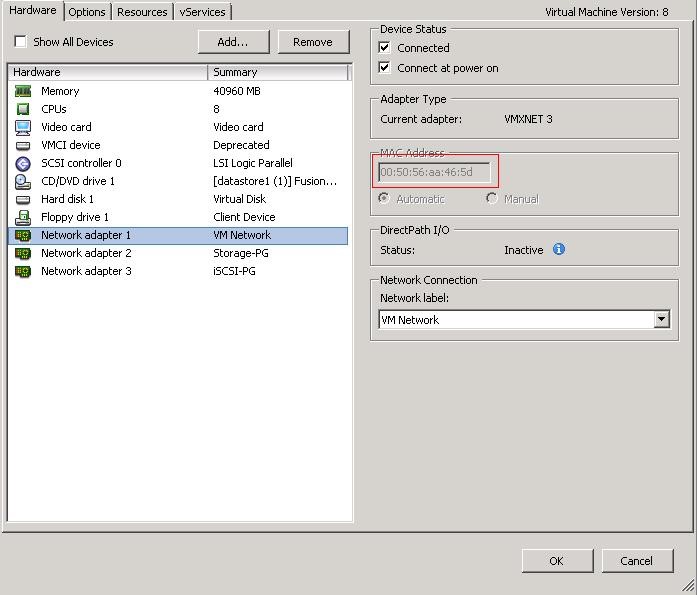 Hardware Options Resources vServices Virtual Machine Version: 8
Show All Devices Add... Remove
Hardware Summary
Memory 40960 MB
CPUs 8
Video card Video card
VMCI device Deprecated
SCSI controller 0 LSI Logic Parallel
CD/DVD drive 1 [datastore1 (1)] Fusion...
Hard disk 1 Virtual Disk
Floppy drive 1 Client Device
Network adapter 1 VM Network
Network adapter 2 Storage-PG
Network adapter 3 iSCSI-PG
Device Status
Connected
Connect at power on
Adapter Type
Current adapter: VMXNET 3
MAC Address
00:50:56:aa:46:5d
Automatic Manual
DirectPath I/O
Status: Inactive
Network Connection
Network label:
VM Network
OK Cancel